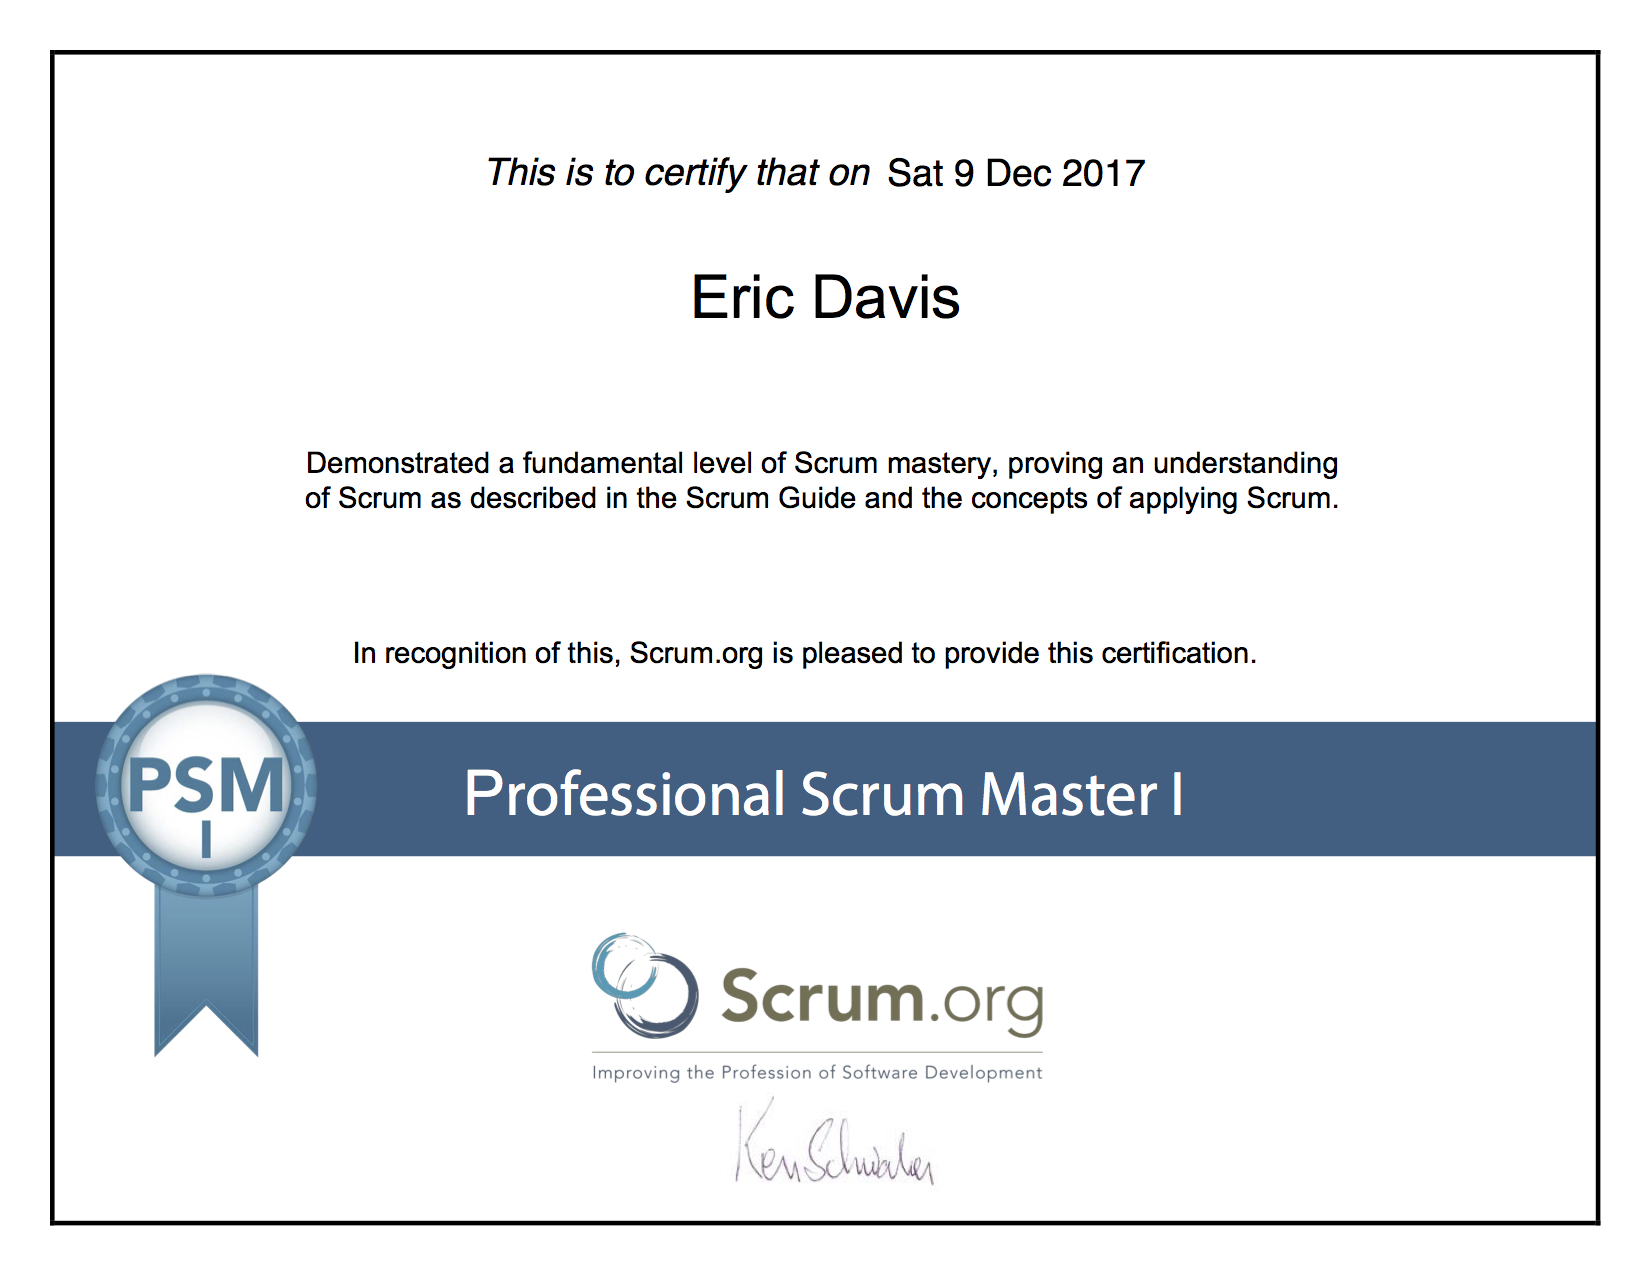 This is to certify that on Sat 9 Dec 2017
Eric Davis
Demonstrated a fundamental level of Scrum mastery, proving an understanding
of Scrum as described in the Scrum Guide and the concepts of applying Scrum.
In recognition of this, Scrum.org is pleased to provide this certification.
PSM
I
Professional Scrum Master I
Scrum.org
Improving the Profession of Software Development
Ken Schwaber